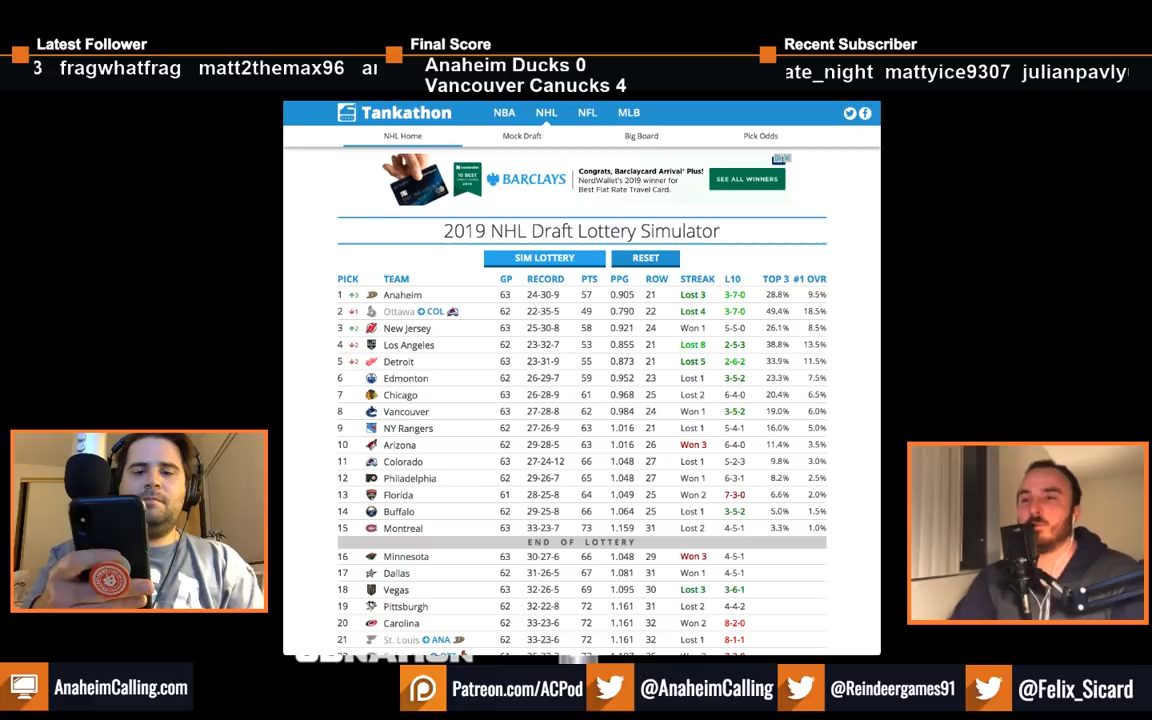 Latest Follower
3 fragwhatfrag matt2themax96
Final Score
Anaheim Ducks 0
Vancouver Canucks 4
Recent Subscriber
ate_night mattyice9307 julianpavly
Tankathon NBA NHL NFL MLB
NHL Home Mock Draft Big Board Pick Odds
BARCLAYS
Congrats, Barclaycard Arrival® Plus!
NerdWallet's 2019 winner for
Best Flat Rate Travel Card.
SEE ALL WINNERS
2019 NHL Draft Lottery Simulator
SIM LOTTERY RESET
PICK TEAM GP RECORD PTS PPG ROW STREAK L10 TOP 3 #1 OVR
1 ↑3 Anaheim 63 24-30-9 57 0.905 21 Lost 3 3-7-0 28.8% 9.5%
2 ↓1 Ottawa COL 62 22-35-5 49 0.790 22 Lost 4 3-7-0 49.4% 18.5%
3 ↑2 New Jersey 63 25-30-8 58 0.921 24 Won 1 5-5-0 26.1% 8.5%
4 ↓2 Los Angeles 62 23-32-7 53 0.855 21 Lost 8 2-5-3 38.8% 13.5%
5 ↓2 Detroit 63 23-31-9 55 0.873 21 Lost 5 2-6-2 33.9% 11.5%
6 Edmonton 62 26-29-7 59 0.952 23 Lost 1 3-5-2 23.3% 7.5%
7 Chicago 63 26-28-9 61 0.968 25 Lost 2 6-4-0 20.4% 6.5%
8 Vancouver 63 27-28-8 62 0.984 24 Won 1 3-5-2 19.0% 6.0%
9 NY Rangers 62 27-26-9 63 1.016 21 Lost 1 5-4-1 16.0% 5.0%
10 Arizona 62 29-28-5 63 1.016 26 Won 3 6-4-0 11.4% 3.5%
11 Colorado 63 27-24-12 66 1.048 27 Lost 1 5-2-3 9.8% 3.0%
12 Philadelphia 62 29-26-7 65 1.048 27 Won 1 6-3-1 8.2% 2.5%
13 Florida 61 28-25-8 64 1.049 25 Won 2 7-3-0 6.6% 2.0%
14 Buffalo 62 29-25-8 66 1.064 25 Lost 1 3-5-2 5.0% 1.5%
15 Montreal 63 33-23-7 73 1.159 31 Lost 2 4-5-1 3.3% 1.0%
END OF LOTTERY
16 Minnesota 63 30-27-6 66 1.048 29 Won 3 4-5-1
17 Dallas 62 31-26-5 67 1.081 31 Won 1 4-5-1
18 Vegas 63 32-26-5 69 1.095 30 Lost 3 3-6-1
19 Pittsburgh 62 32-22-8 72 1.161 31 Lost 2 4-4-2
20 Carolina 62 33-23-6 72 1.161 32 Won 2 8-2-0
21 St. Louis ANA 62 33-23-6 72 1.161 32 Lost 1 8-1-1
AnaheimCalling.com Patreon.com/ACPod @AnaheimCalling @Reindeergames91 @Felix_Sicard